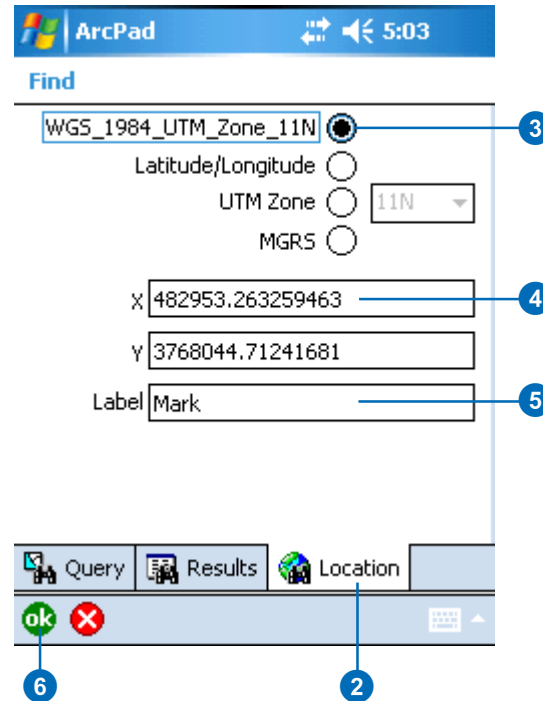 ArcPad 5:03
Find
WGS_1984_UTM_Zone_11N 3
Latitude/Longitude
UTM Zone 11N
MGRS
X 482953.263259463 4
Y 3768044.71241681
Label Mark 5
Query Results Location
ok
6 2